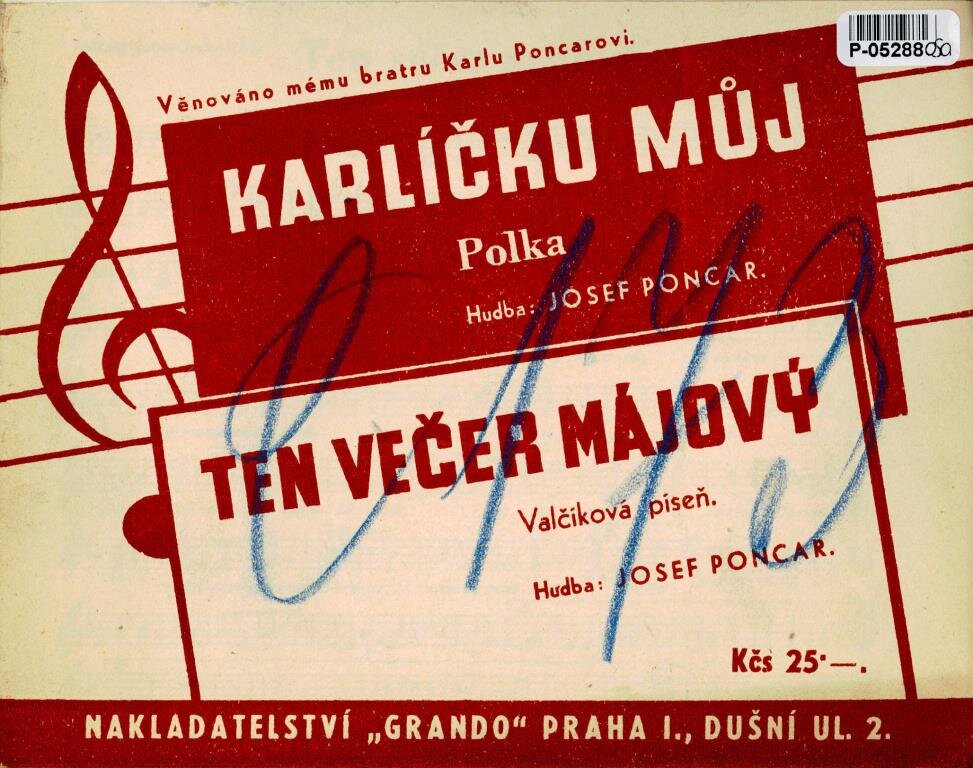 P-05288
Věnováno mému bratru Karlu Poncarovi.
KARLÍČKU MŮJ
Polka
Hudba: JOSEF PONCAR.
TEN VEČER MÁJOVÝ
Valčíková píseň.
Hudba: JOSEF PONCAR.
Kčs 25·—.
NAKLADATELSTVÍ „GRANDO“ PRAHA I., DUŠNÍ UL. 2.